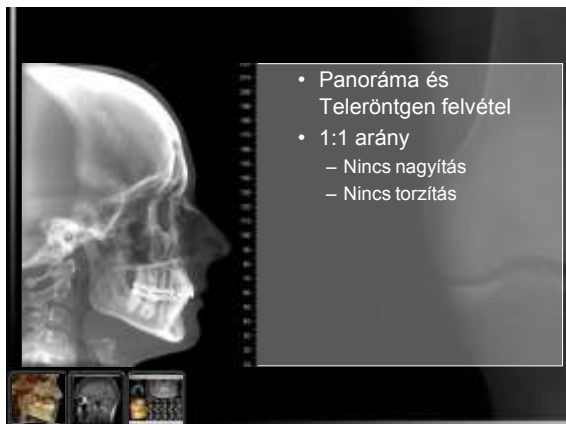 • Panoráma és
Teleröntgen felvétel
• 1:1 arány
– Nincs nagyítás
– Nincs torzítás